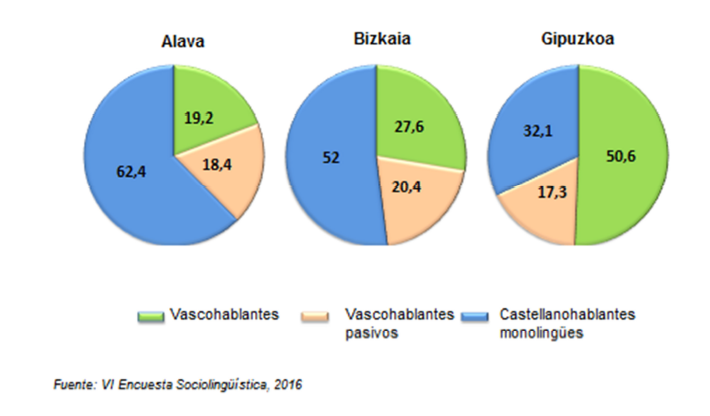 Alava
Bizkaia
Gipuzkoa
19,2
18,4
62,4
27,6
20,4
52
50,6
17,3
32,1
Vascohablantes
Vascohablantes
pasivos
Castellanohablantes
monolingües
Fuente: VI Encuesta Sociolingüística, 2016